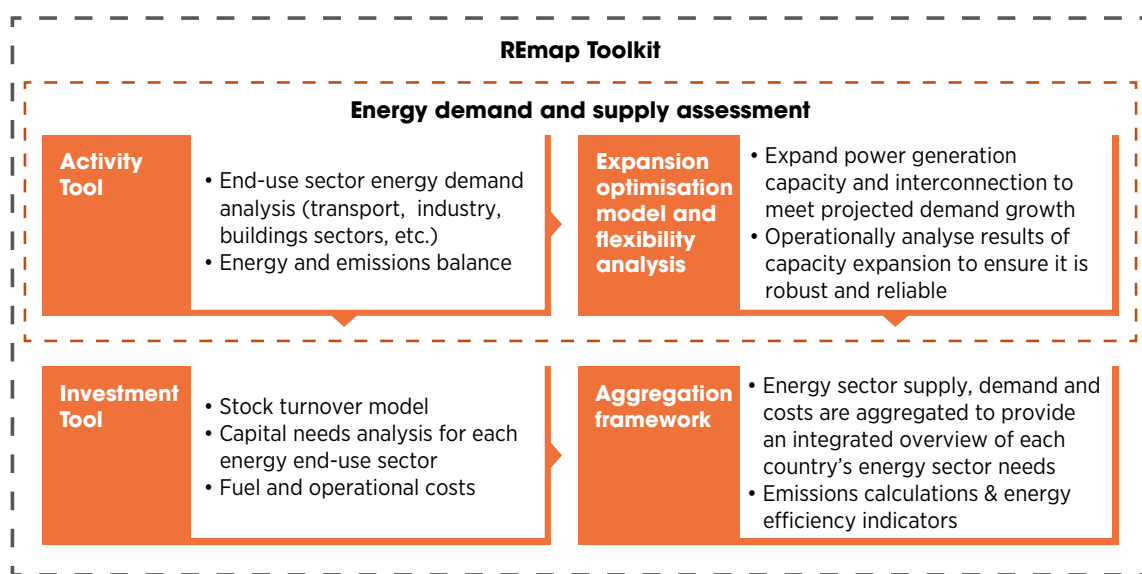 REmap Toolkit
Energy demand and supply assessment
Activity
Tool
• End-use sector energy demand
analysis (transport, industry,
buildings sectors, etc.)
• Energy and emissions balance
Expansion
optimisation
model and
flexibility
analysis
• Expand power generation
capacity and interconnection to
meet projected demand growth
• Operationally analyse results of
capacity expansion to ensure it is
robust and reliable
Investment
Tool
• Stock turnover model
• Capital needs analysis for each
energy end-use sector
• Fuel and operational costs
Aggregation
framework
• Energy sector supply, demand and
costs are aggregated to provide
an integrated overview of each
country’s energy sector needs
• Emissions calculations & energy
efficiency indicators